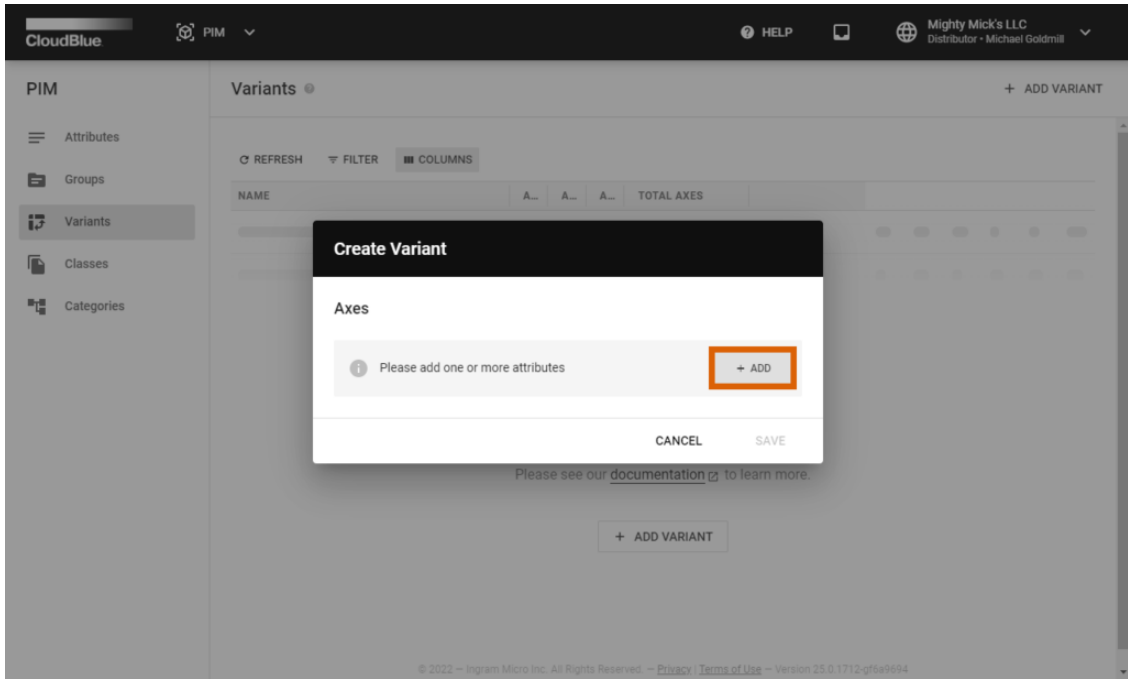 CloudBlue
PIM
HELP
Mighty Mick's LLC
Distributor • Michael Goldmill
PIM
Variants
+ ADD VARIANT
Attributes
Groups
Variants
Classes
Categories
REFRESH
FILTER
COLUMNS
NAME
A...
A...
A...
TOTAL AXES
Create Variant
Axes
Please add one or more attributes
+ ADD
CANCEL
SAVE
Please see our documentation to learn more.
+ ADD VARIANT
© 2022 – Ingram Micro Inc. All Rights Reserved. – Privacy | Terms of Use – Version 25.0.1712-gf6a9694